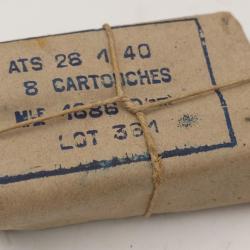 ATS 26 1 40
8 CARTOUCHES
MLE 1886
LOT